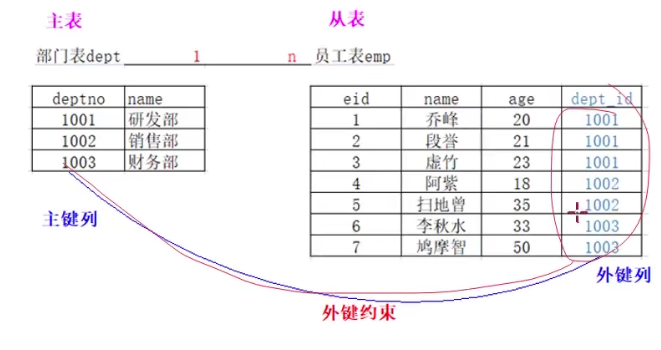 主表 从表
部门表dept 1 n 员工表emp
deptno name
1001 研发部
1002 销售部
1003 财务部
主键列
eid name age dept_id
1 乔峰 20 1001
2 段誉 21 1001
3 虚竹 23 1001
4 阿紫 18 1002
5 扫地曾 35 1002
6 李秋水 33 1003
7 鸠摩智 50 1003
外键列
外键约束